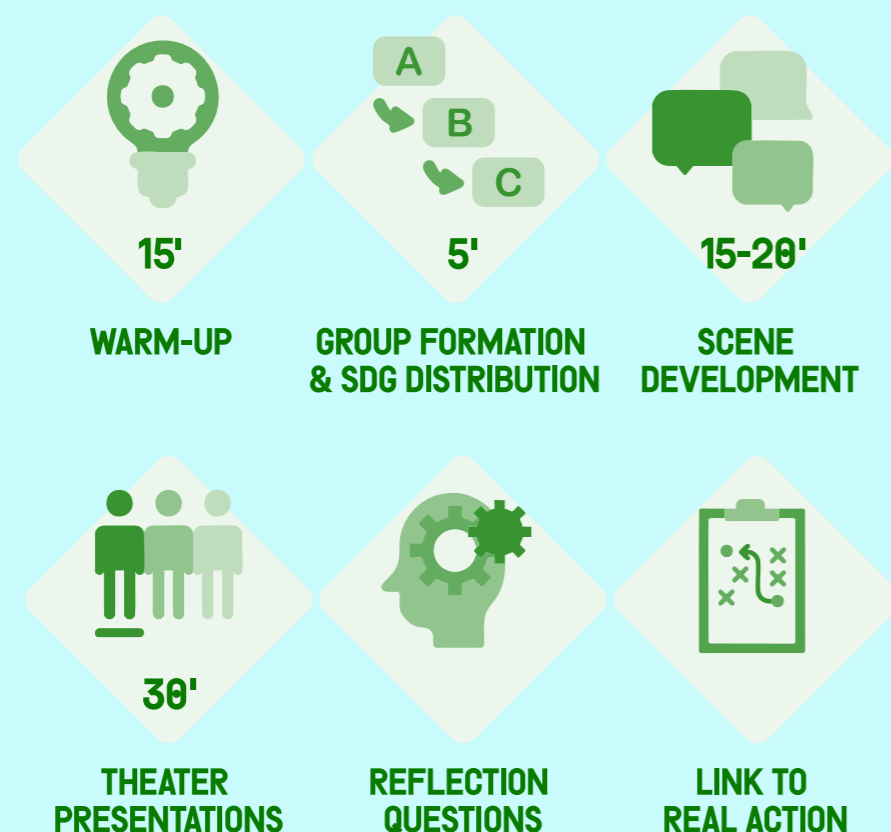 A
B
C
15'
5'
15-20'
WARM-UP
GROUP FORMATION
& SDG DISTRIBUTION
SCENE
DEVELOPMENT
30'
THEATER
PRESENTATIONS
REFLECTION
QUESTIONS
LINK TO
REAL ACTION